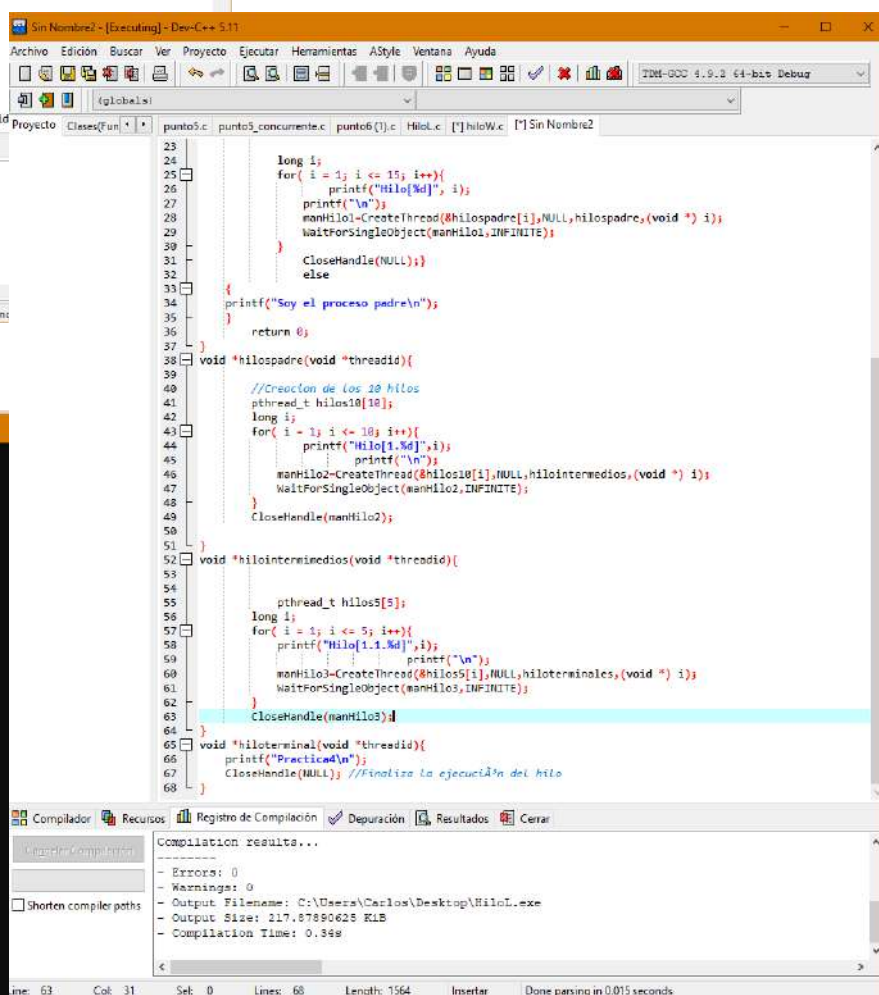 Sin Nombre2 - [Executing] - Dev-C++ 5.11
Archivo Edición Buscar Ver Proyecto Ejecutar Herramientas AStyle Ventana Ayuda
TDM-GCC 4.9.2 64-bit Debug
(globals)
Proyecto Clases(Fun
punto5.c punto5_concurrente.c punto6 (1).c HiloL.c [*] hiloW.c [*] Sin Nombre2
23
24 long i;
25 for( i = 1; i <= 15; i++){
26 printf("Hilo[%d]", i);
27 printf("\n");
28 manHilo1=CreateThread(&hilospadre[i],NULL,hilospadre,(void *) i);
29 WaitForSingleObject(manHilo1,INFINITE);
30 }
31 CloseHandle(NULL);}
32 else
33 {
34 printf("Soy el proceso padre\n");
35 }
36 return 0;
37 }
38 void *hilospadre(void *threadid){
39
40 //Creacion de los 10 hilos
41 pthread_t hilos10[10];
42 long i;
43 for( i = 1; i <= 10; i++){
44 printf("Hilo[1.%d]",i);
45 printf("\n");
46 manHilo2=CreateThread(&hilos10[i],NULL,hilointermedios,(void *) i);
47 WaitForSingleObject(manHilo2,INFINITE);
48 }
49 CloseHandle(manHilo2);
50
51 }
52 void *hilointermimedios(void *threadid){
53
54
55 pthread_t hilos5[5];
56 long i;
57 for( i = 1; i <= 5; i++){
58 printf("Hilo[1.1.%d]",i);
59 printf("\n");
60 manHilo3=CreateThread(&hilos5[i],NULL,hiloterminales,(void *) i);
61 WaitForSingleObject(manHilo3,INFINITE);
62 }
63 CloseHandle(manHilo3);
64 }
65 void *hiloterminal(void *threadid){
66 printf("Practica4\n");
67 CloseHandle(NULL); //Finaliza la ejecuciÃ³n del hilo
68 }
Compilador Recursos Registro de Compilación Depuración Resultados Cerrar
Compilation results...
--------
- Errors: 0
- Warnings: 0
- Output Filename: C:\Users\Carlos\Desktop\HiloL.exe
- Output Size: 217.87890625 KiB
- Compilation Time: 0.34s
Shorten compiler paths
ine: 63 Col: 31 Sel: 0 Lines: 68 Length: 1564 Insertar Done parsing in 0.015 seconds